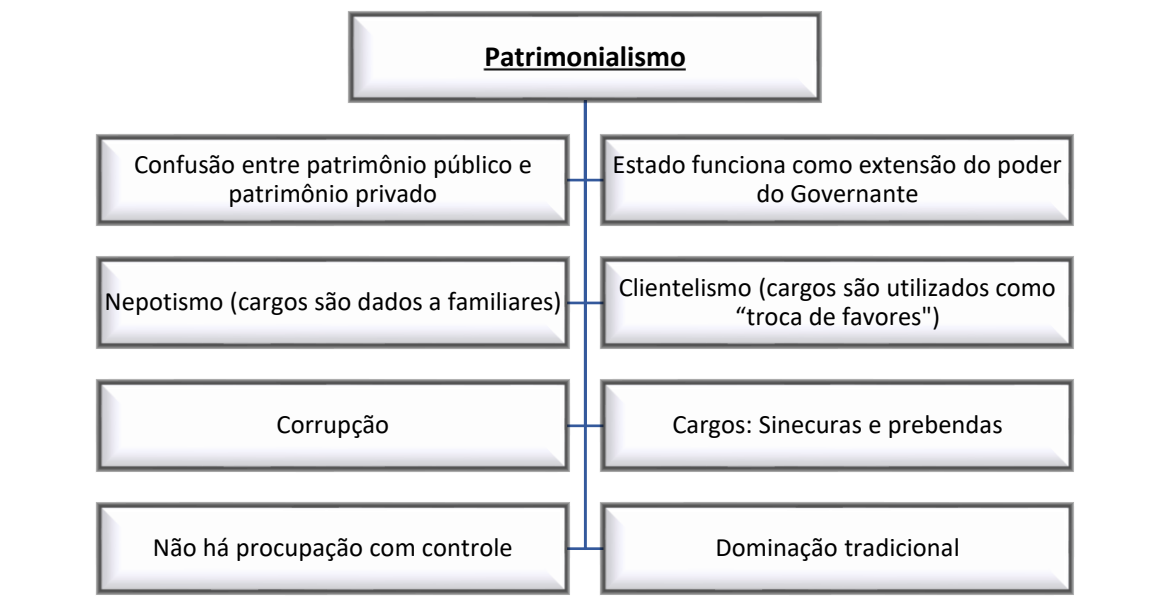 Patrimonialismo
Confusão entre patrimônio público e
patrimônio privado
Estado funciona como extensão do poder
do Governante
Nepotismo (cargos são dados a familiares)
Clientelismo (cargos são utilizados como
“troca de favores")
Corrupção
Cargos: Sinecuras e prebendas
Não há procupação com controle
Dominação tradicional